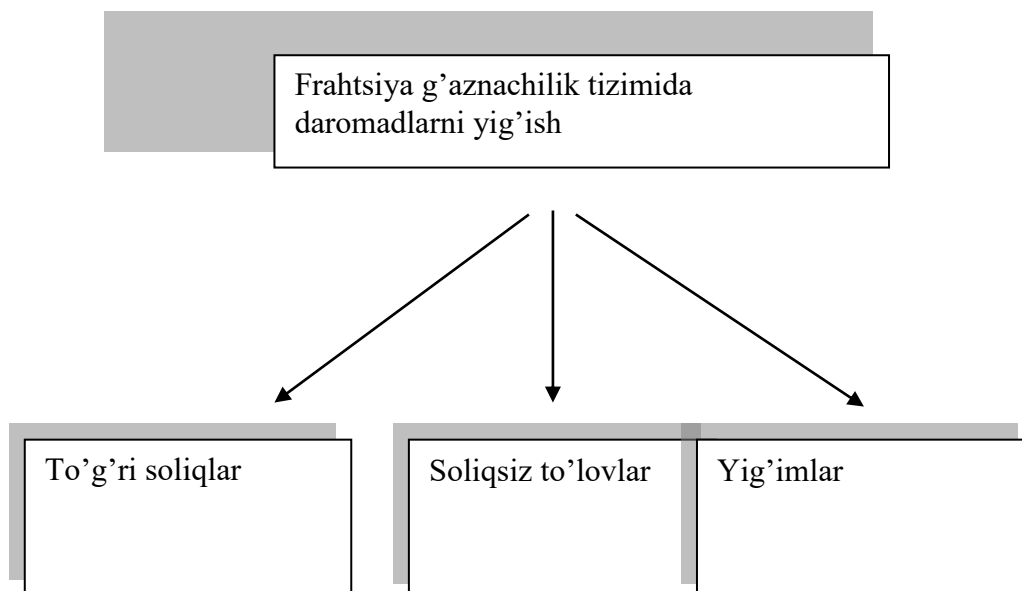 Frahtsiya g’aznachilik tizimida
daromadlarni yig’ish
To’g’ri soliqlar
Soliqsiz to’lovlar
Yig’imlar